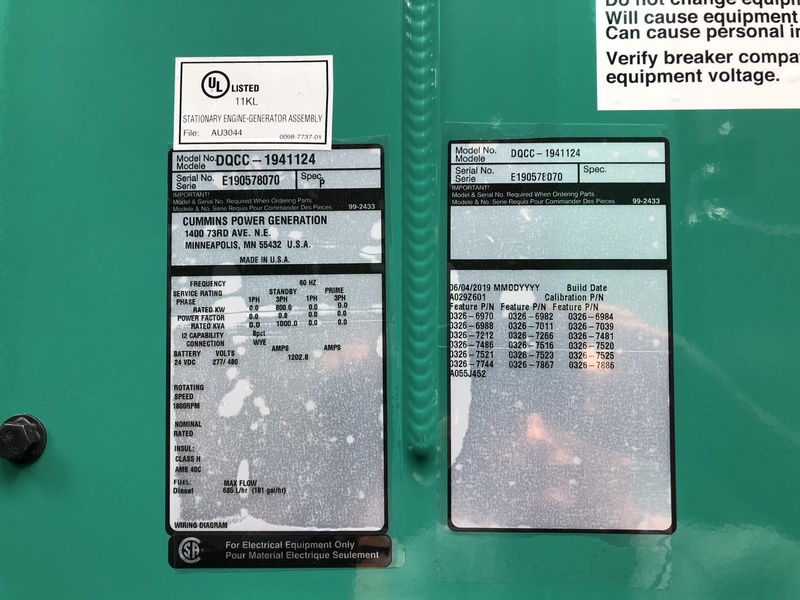 Do not change equipm
Will cause equipment
Can cause personal in
Verify breaker compa
equipment voltage.
UL LISTED
11KL
STATIONARY ENGINE-GENERATOR ASSEMBLY
File: AU3044 0098-7737-01
Model No. DQCC-1941124
Modele
Serial No. E190578070 Spec.
Serie P
IMPORTANT!
Model & Serial No. Required When Ordering Parts
Modele & No. Serie Requis Pour Commander Des Pieces 99-2433
CUMMINS POWER GENERATION
1400 73RD AVE. N.E.
MINNEAPOLIS, MN 55432 U.S.A.
MADE IN U.S.A.
FREQUENCY 60 HZ
SERVICE RATING STANDBY PRIME
PHASE 1PH 3PH 1PH 3PH
RATED KW 0.0 800.0 0.0 0.0
POWER FACTOR 0.0 0.8 0.0 0.0
RATED KVA 0.0 1000.0 0.0 0.0
I2 CAPABILITY 8pct
CONNECTION WYE
BATTERY VOLTS AMPS AMPS
24 VDC 277/ 480 1202.8
ROTATING
SPEED
1800RPM
NOMINAL
RATED
INSUL:
CLASS H
AMB 40C
FUEL: MAX FLOW
Diesel 685 L/hr (181 gal/hr)
WIRING DIAGRAM
SA For Electrical Equipment Only
Pour Material Electrique Seulement
Model No. DQCC-1941124
Modele
Serial No. E190578070 Spec.
Serie
IMPORTANT!
Model & Serial No. Required When Ordering Parts
Modele & No. Serie Requis Pour Commander Des Pieces 99-2433
06/04/2019 MMDDYYYY Build Date
A029Z601 Calibration P/N
Feature P/N Feature P/N Feature P/N
0326-6970 0326-6982 0326-6984
0326-6988 0326-7011 0326-7039
0326-7212 0326-7266 0326-7481
0326-7486 0326-7516 0326-7520
0326-7521 0326-7523 0326-7525
0326-7744 0326-7867 0326-7886
A055J452